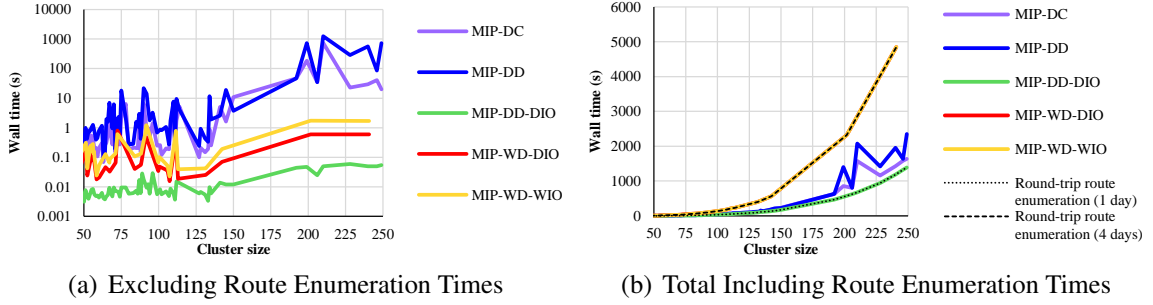 10000
1000
100
10
1
0.1
0.01
0.001
Wall time (s)
50 75 100 125 150 175 200 225 250
Cluster size
MIP-DC
MIP-DD
MIP-DD-DIO
MIP-WD-DIO
MIP-WD-WIO
(a) Excluding Route Enumeration Times
6000
5000
4000
3000
2000
1000
0
Wall time (s)
50 75 100 125 150 175 200 225 250
Cluster size
MIP-DC
MIP-DD
MIP-DD-DIO
MIP-WD-DIO
MIP-WD-WIO
Round-trip route
enumeration (1 day)
Round-trip route
enumeration (4 days)
(b) Total Including Route Enumeration Times